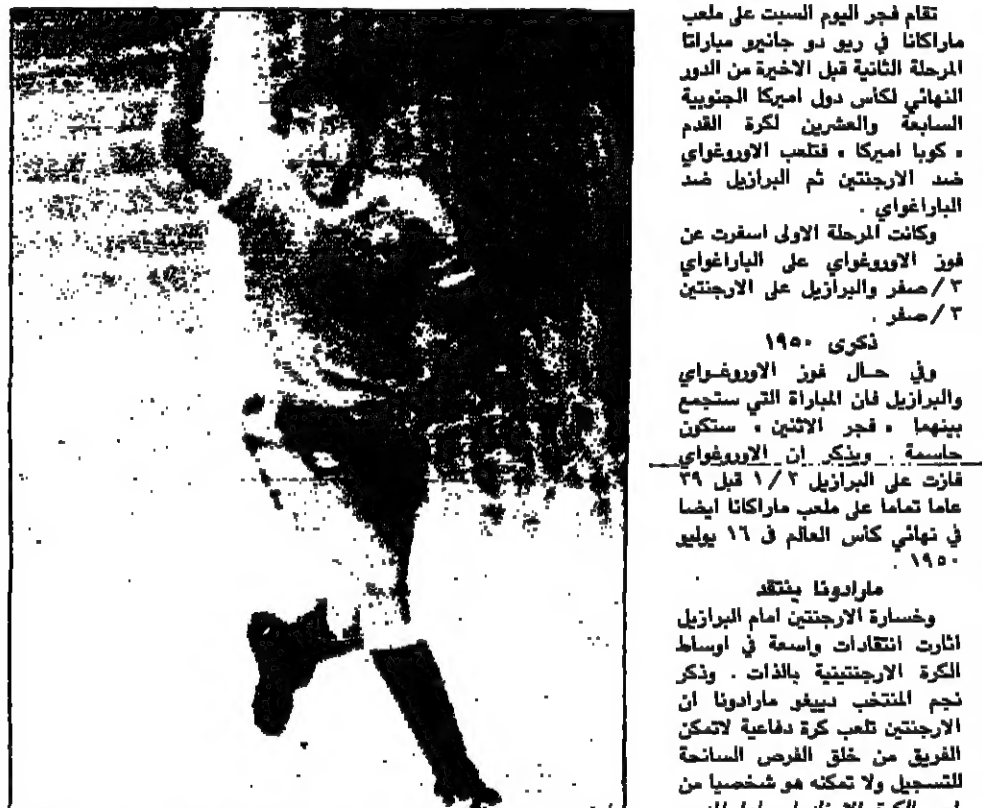 تقام فجر اليوم السبت على ملعب
ماراكانا في ريو دو جانيرو مباراتا
المرحلة الثانية قبل الاخيرة من الدور
النهائي لكأس دول اميركا الجنوبية
السابعة والعشرين لكرة القدم
« كوبا اميركا » فتلعب الاوروغواي
ضد الارجنتين ثم البرازيل ضد
الباراغواي .
وكانت المرحلة الاولى اسفرت عن
فوز الاوروغواي على الباراغواي
٣ /صفر والبرازيل على الارجنتين
٢ /صفر .
ذكرى ١٩٥٠
وفي حال فوز الاوروغواي
والبرازيل فان المباراة التي ستجمع
بينهما « فجر الاثنين » ستكون
حاسمة . ويذكر ان الاوروغواي
فازت على البرازيل ٢ / ١ قبل ٣٩
عاما تماما على ملعب ماراكانا ايضا
في نهائي كأس العالم في ١٦ يوليو
١٩٥٠ .
مارادونا ينتقد
وخسارة الارجنتين امام البرازيل
اثارت انتقادات واسعة في اوساط
الكرة الارجنتينية بالذات . وذكر
نجم المنتخب دييغو مارادونا ان
الارجنتين تلعب كرة دفاعية لاتمكن
الفريق من خلق الفرص السانحة
للتسجيل ولا تمكنه هو شخصيا من